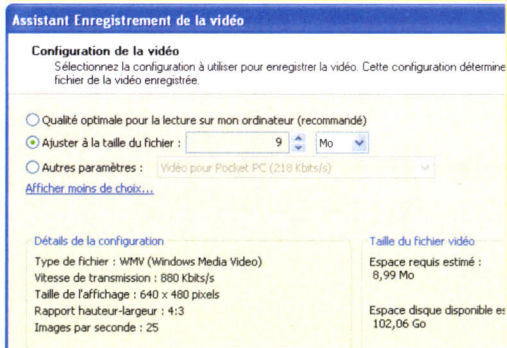 Assistant Enregistrement de la vidéo
Configuration de la vidéo
Sélectionnez la configuration à utiliser pour enregistrer la vidéo. Cette configuration détermine
fichier de la vidéo enregistrée.
Qualité optimale pour la lecture sur mon ordinateur (recommandé)
Ajuster à la taille du fichier : 9 Mo
Autres paramètres : Vidéo pour Pocket PC (218 Kbits/s)
Afficher moins de choix...
Détails de la configuration
Type de fichier : WMV (Windows Media Video)
Vitesse de transmission : 880 Kbits/s
Taille de l'affichage : 640 x 480 pixels
Rapport hauteur-largeur : 4:3
Images par seconde : 25
Taille du fichier vidéo
Espace requis estimé :
8,99 Mo
Espace disque disponible es
102,06 Go